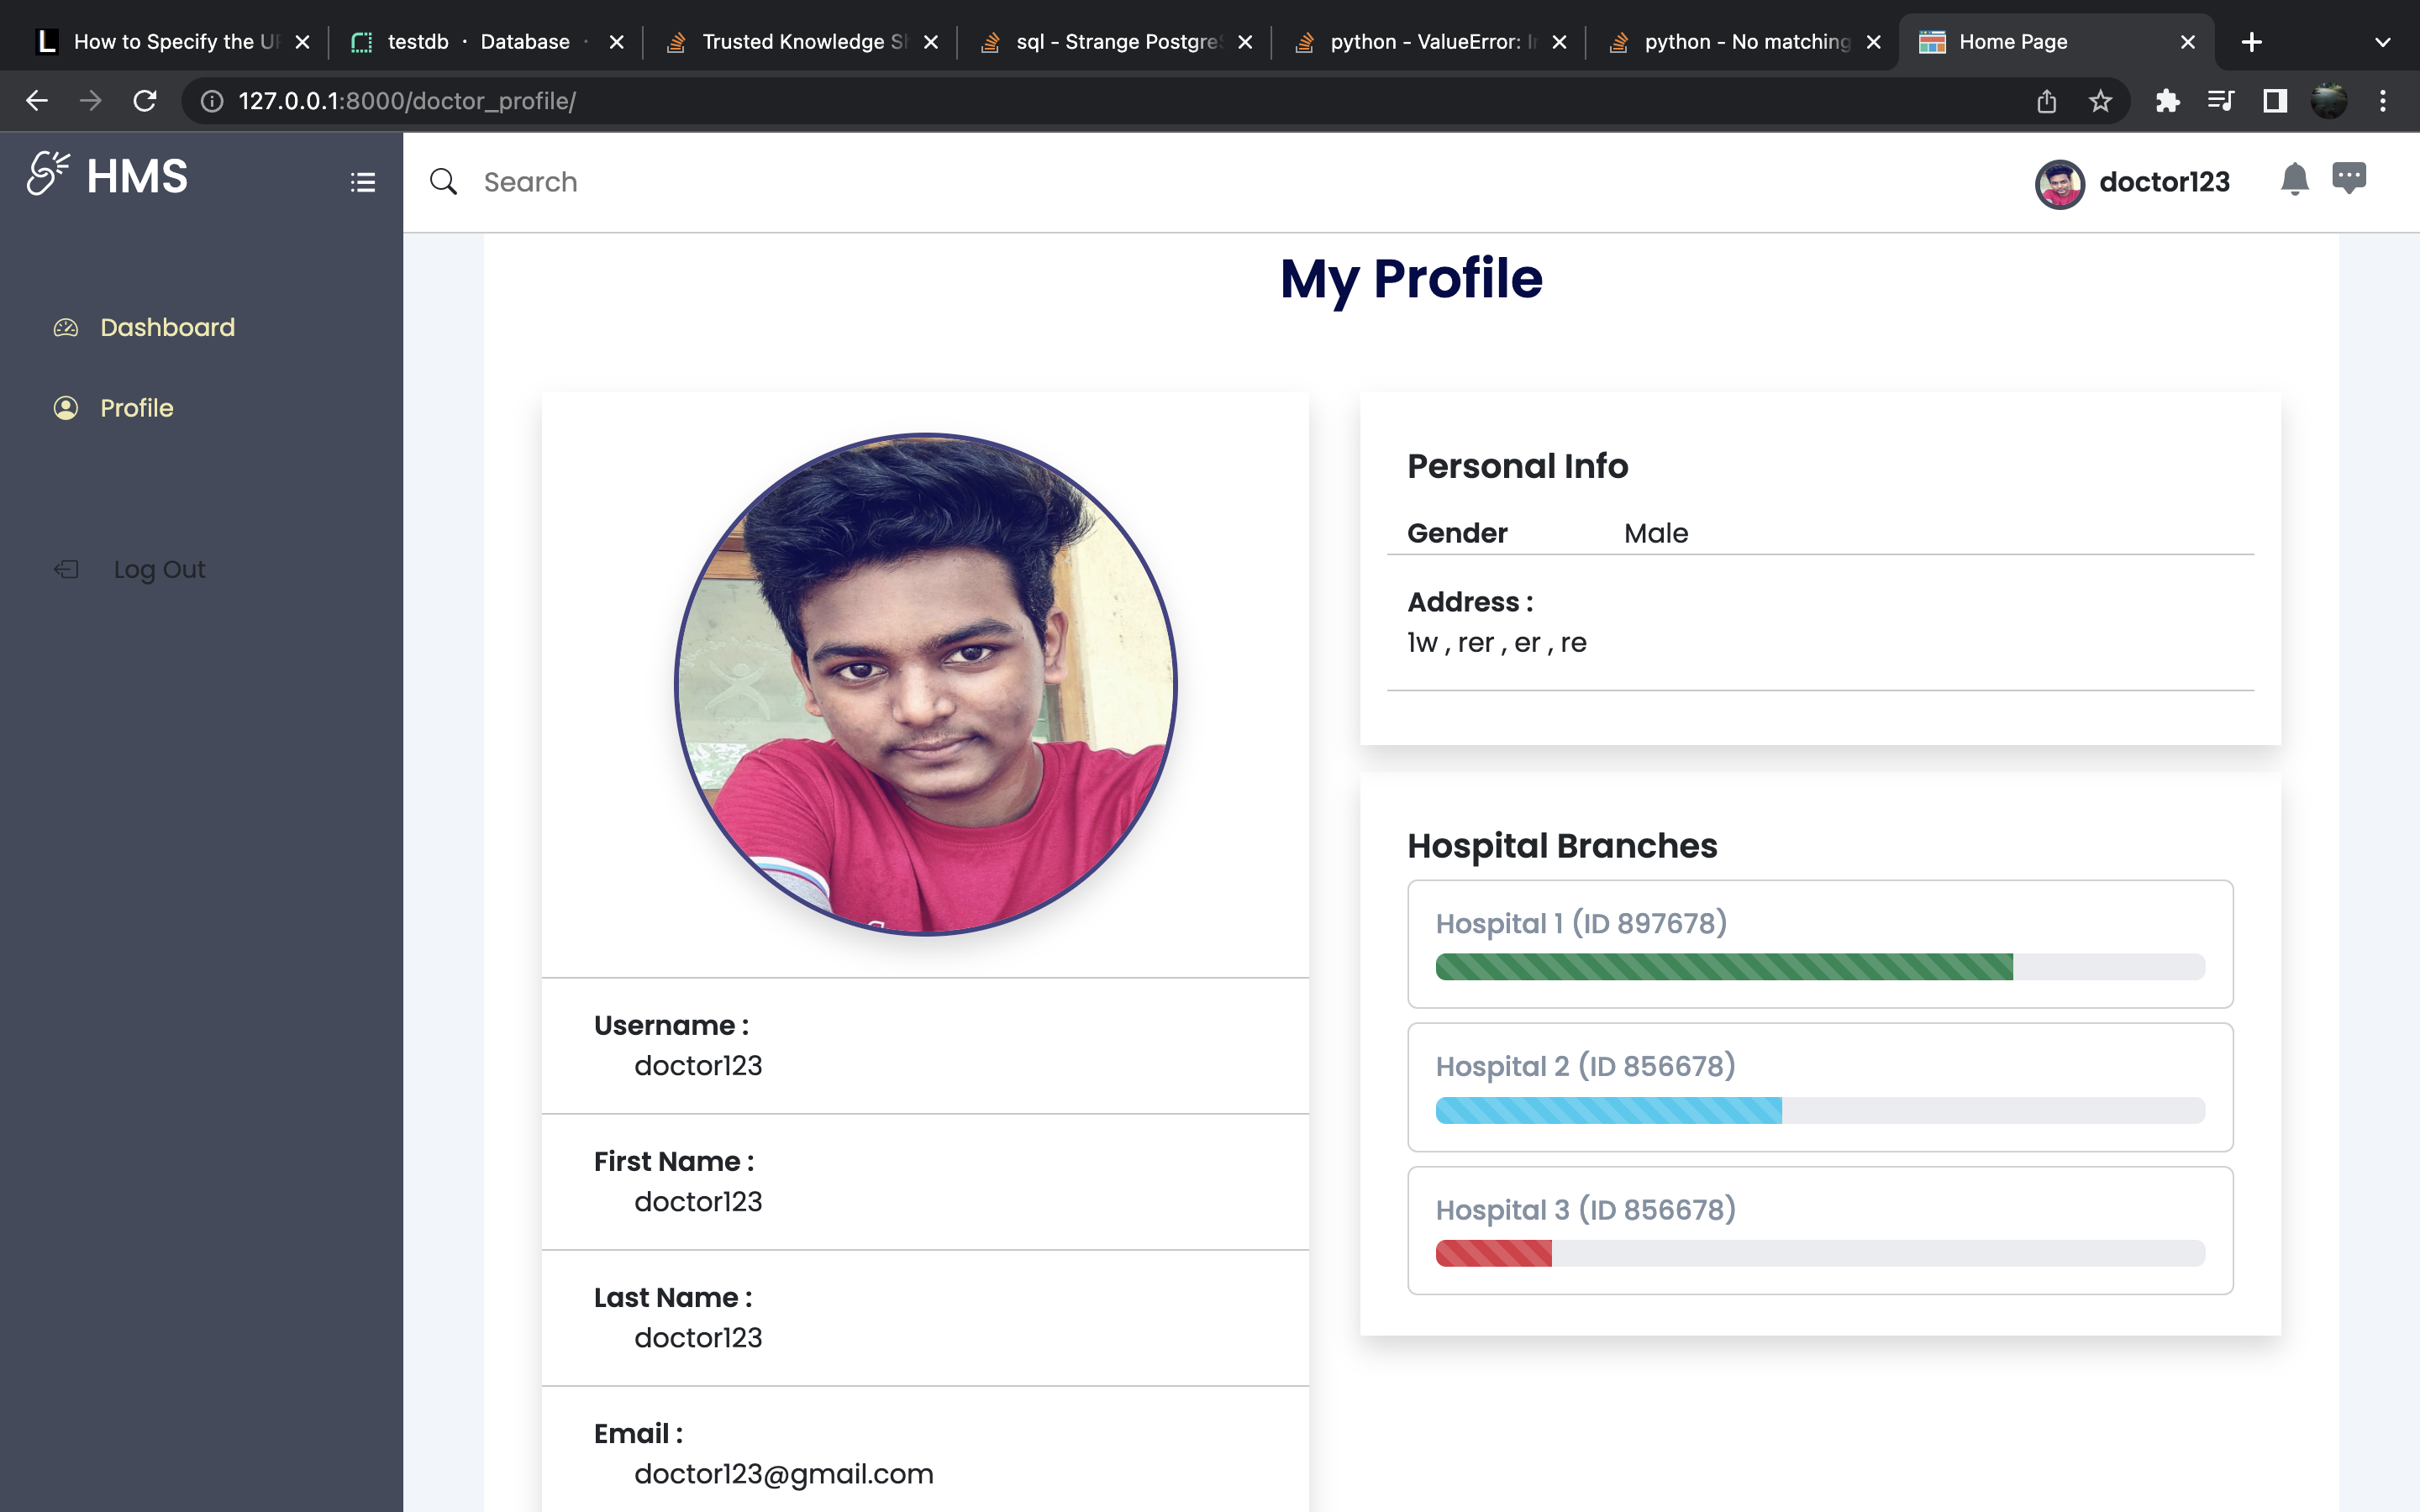 How to Specify the UR
testdb · Database ·
Trusted Knowledge Sh
sql - Strange Postgre
python - ValueError: I
python - No matching
Home Page
127.0.0.1:8000/doctor_profile/
HMS
Search
doctor123
Dashboard
Profile
Log Out
My Profile
Username :
doctor123
First Name :
doctor123
Last Name :
doctor123
Email :
doctor123@gmail.com
Personal Info
Gender Male
Address :
1w , rer , er , re
Hospital Branches
Hospital 1 (ID 897678)
Hospital 2 (ID 856678)
Hospital 3 (ID 856678)